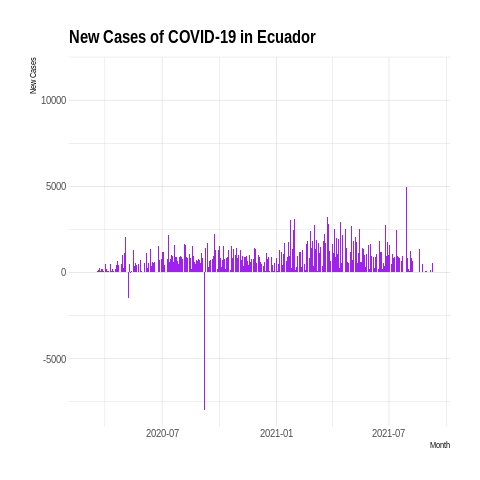 New Cases of COVID-19 in Ecuador
New Cases
10000
5000
0
-5000
2020-07
2021-01
2021-07
Month